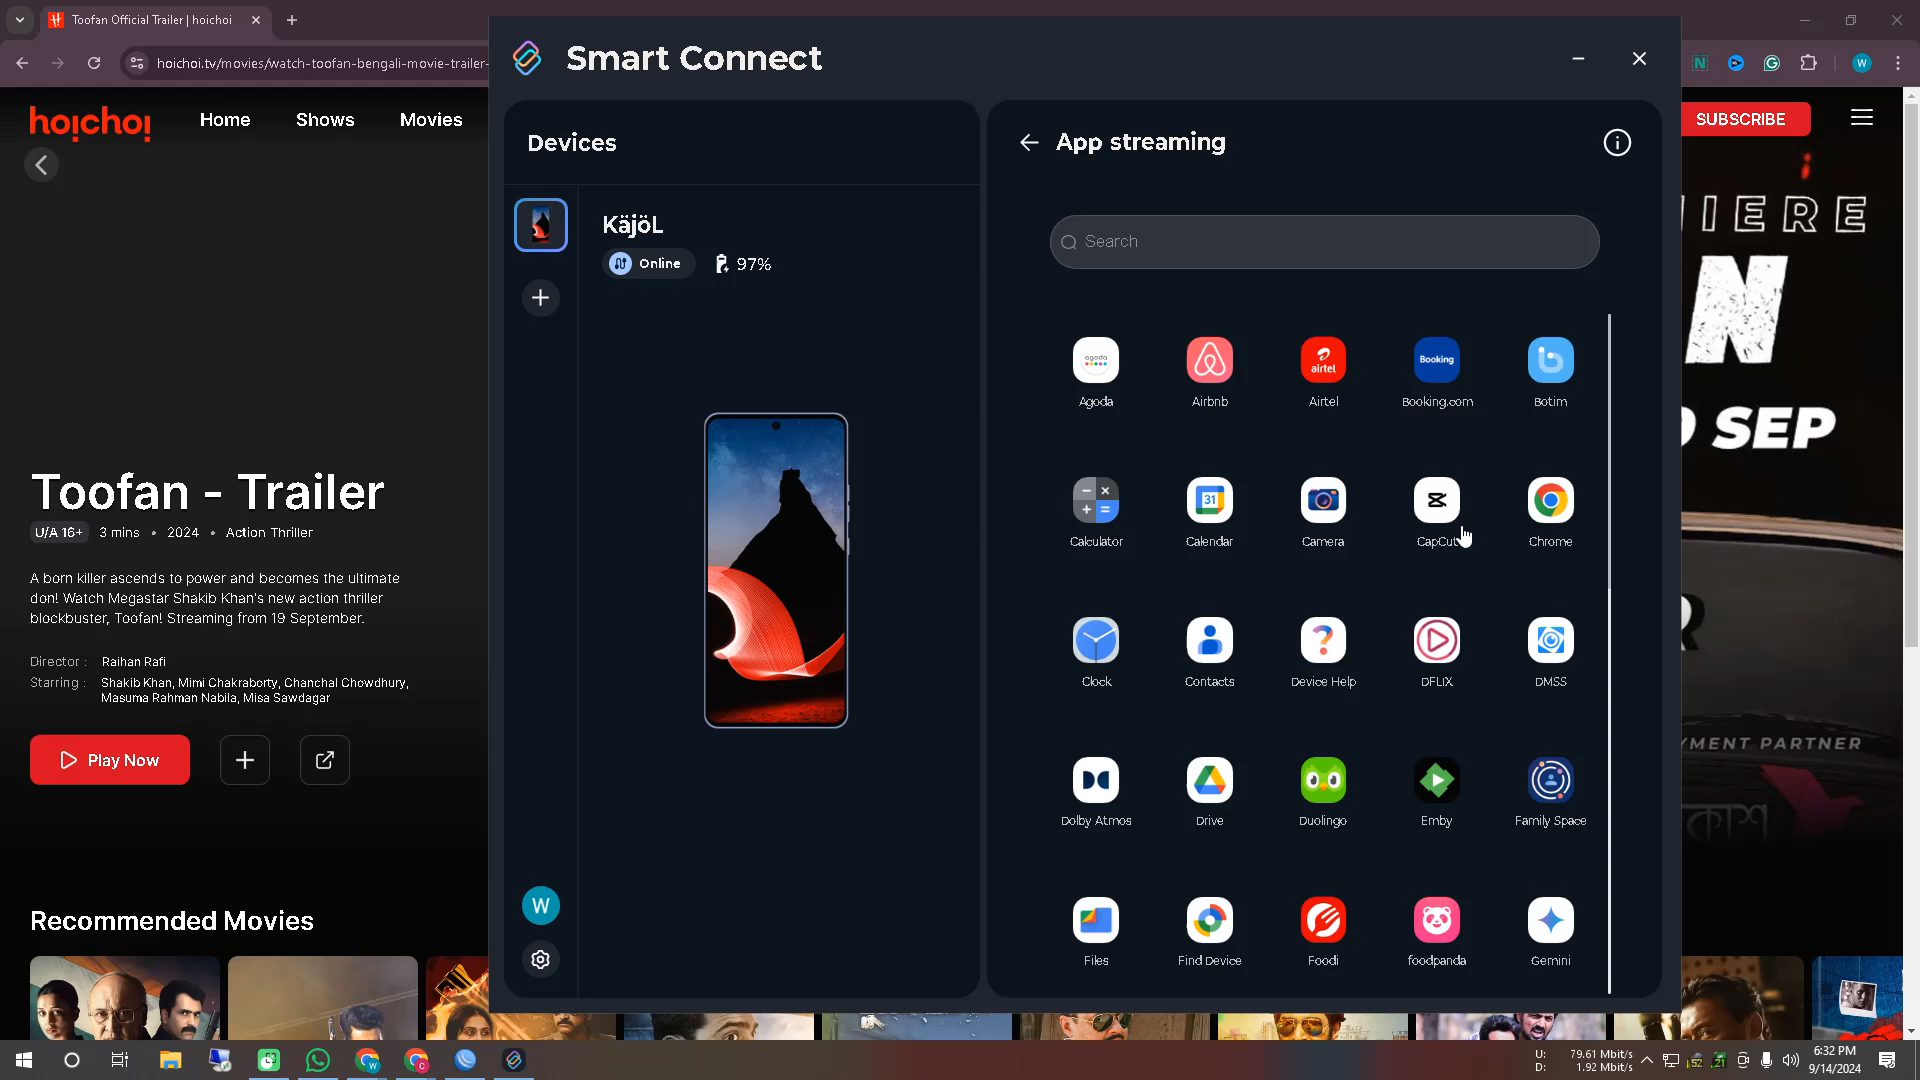 Toofan Official Trailer | hoichoi
hoichoi.tv/movies/watch-toofan-bengali-movie-trailer-
W
hoichoi
Home
Shows
Movies
SUBSCRIBE
Smart Connect
Devices
KäjöL
Online
97%
W
App streaming
Search
agoda
airtel
Booking
Agoda
Airbnb
Airtel
Booking.com
Botim
31
Calculator
Calendar
Camera
CapCut
Chrome
Clock
Contacts
Device Help
DFLIX
DMSS
Dolby Atmos
Drive
Duolingo
Emby
Family Space
Files
Find Device
Foodi
foodpanda
Gemini
Toofan - Trailer
U/A 16+ 3 mins • 2024 • Action Thriller
A born killer ascends to power and becomes the ultimate
don! Watch Megastar Shakib Khan's new action thriller
blockbuster, Toofan! Streaming from 19 September.
Director : Raihan Rafi
Starring : Shakib Khan, Mimi Chakraborty, Chanchal Chowdhury,
Masuma Rahman Nabila, Misa Sawdagar
Play Now
Recommended Movies
MIERE
N
SEP
YMENT PARTNER
কাশ
U: 79.61 Mbit/s
D: 1.92 Mbit/s
6:32 PM
9/14/2024